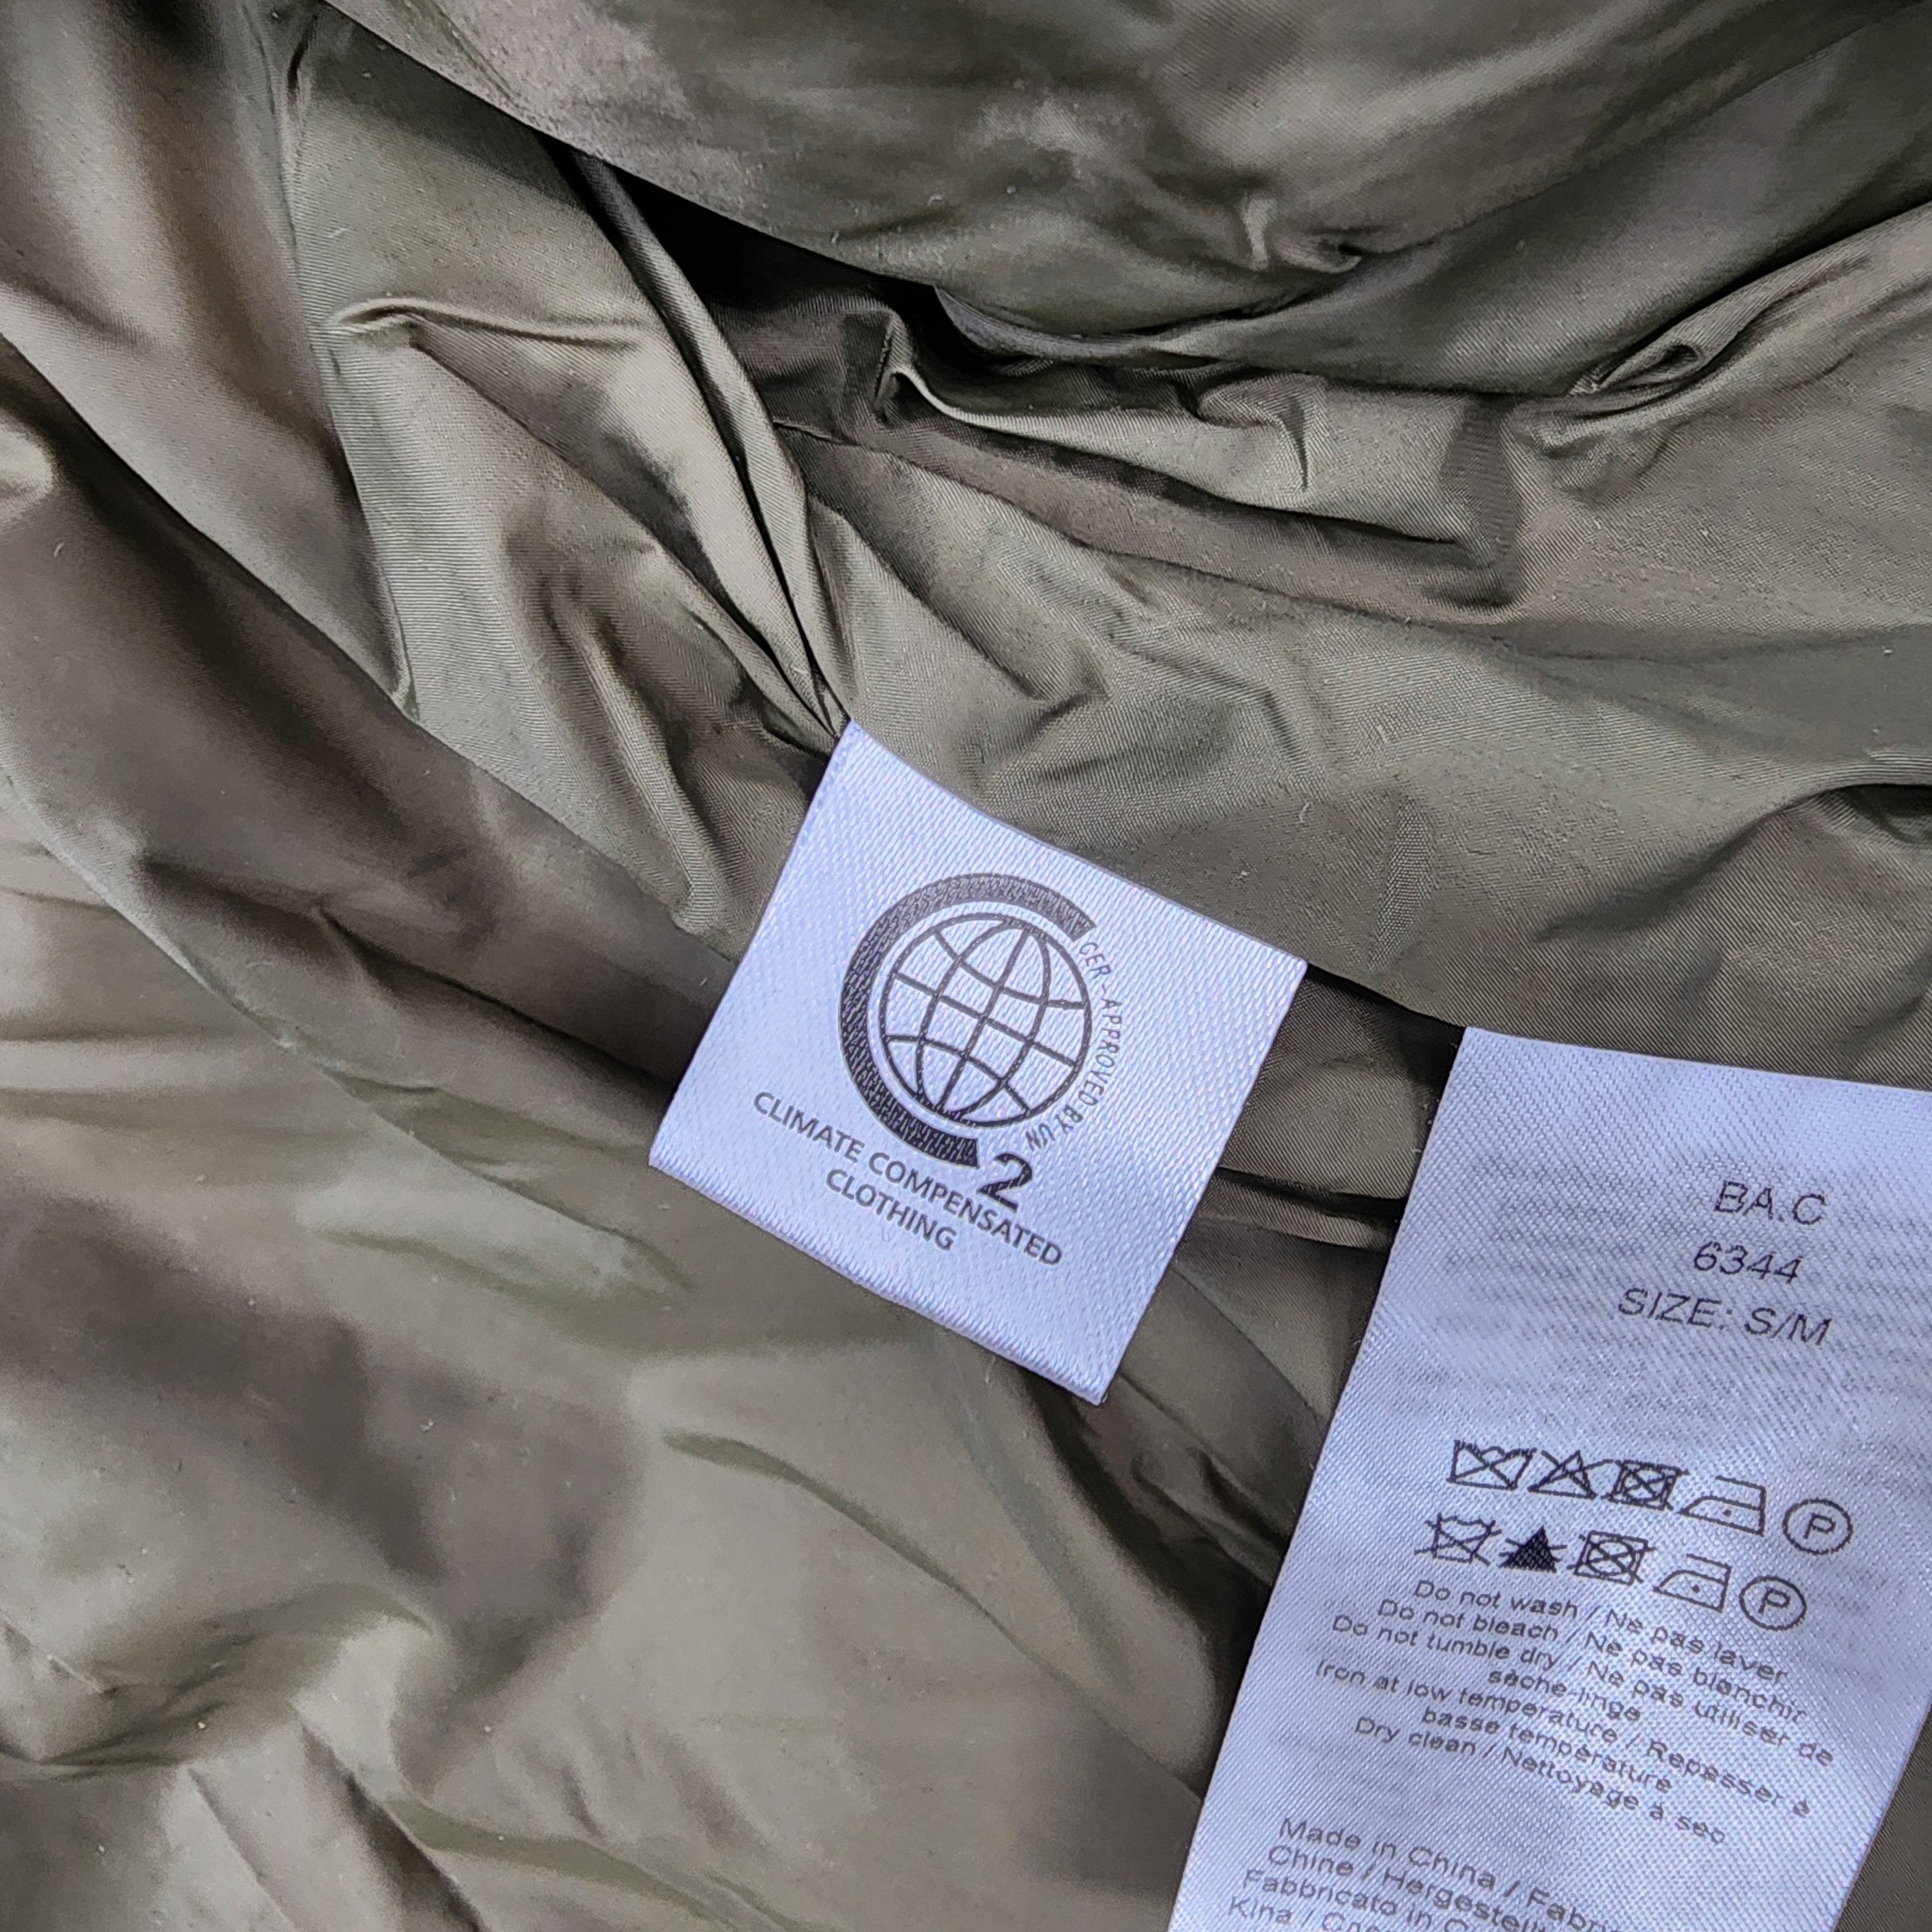 CER-APPROVED BY UN
2
CLIMATE COMPENSATED
CLOTHING
BA.C
6344
SIZE: S/M
P
P
Do not wash / Ne pas laver
Do not bleach / Ne pas blanchir
Do not tumble dry / Ne pas utiliser de
sèche-linge
Iron at low temperature / Repasser à
basse température
Dry clean / Nettoyage à sec
Made in China /
Chine /
Fabbricato in
Kina /